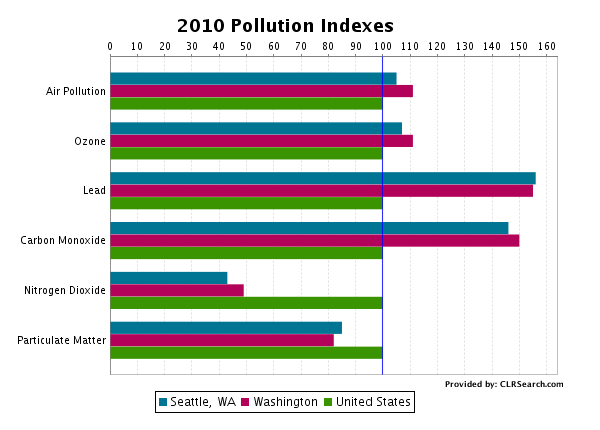 2010 Pollution Indexes
0 10 20 30 40 50 60 70 80 90 100 110 120 130 140 150 160
Air Pollution
Ozone
Lead
Carbon Monoxide
Nitrogen Dioxide
Particulate Matter
Provided by: CLRSearch.com
Seattle, WA Washington United States